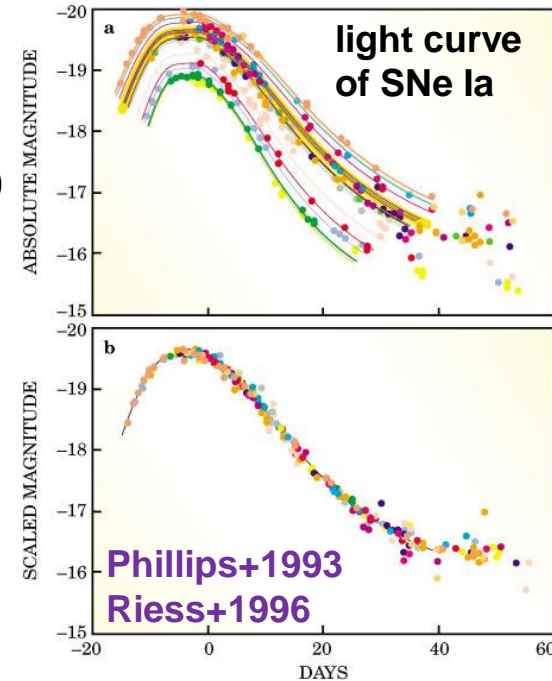 )
ABSOLUTE MAGNITUDE
−20
−19
−18
−17
−16
−15
a
light curve
of SNe Ia
SCALED MAGNITUDE
−20
−19
−18
−17
−16
−15
b
Phillips+1993
Riess+1996
−20 0 20 40 60
DAYS